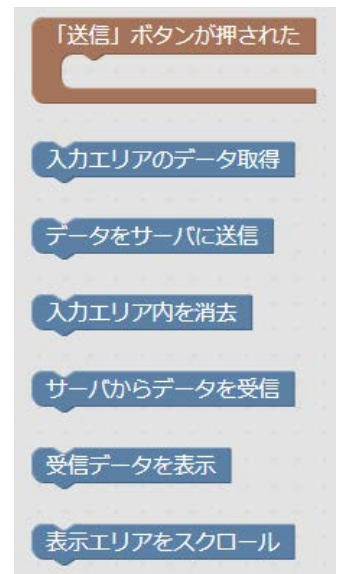 「送信」ボタンが押された
入力エリアのデータ取得
データをサーバに送信
入力エリア内を消去
サーバからデータを受信
受信データを表示
表示エリアをスクロール